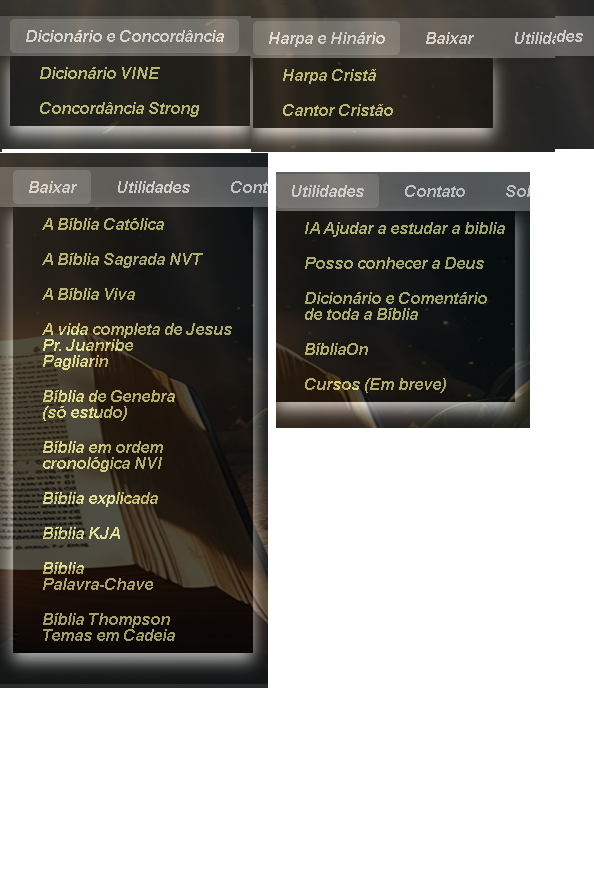 Dicionário e Concordância
Dicionário VINE
Concordância Strong
Harpa e Hinário Baixar Utilida des
Harpa Cristã
Cantor Cristão
Baixar Utilidades Cont
A Bíblia Católica
A Bíblia Sagrada NVT
A Bíblia Viva
A vida completa de Jesus
Pr. Juanribe
Pagliarin
Bíblia de Genebra
(só estudo)
Bíblia em ordem
cronológica NVI
Bíblia explicada
Bíblia KJA
Bíblia
Palavra-Chave
Bíblia Thompson
Temas em Cadeia
Utilidades Contato Sob
IA Ajudar a estudar a biblia
Posso conhecer a Deus
Dicionário e Comentário
de toda a Bíblia
BíbliaOn
Cursos (Em breve)